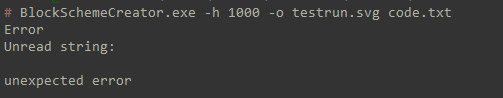 # BlockSchemeCreator.exe -h 1000 -o testrun.svg code.txt
Error
Unread string:
unexpected error